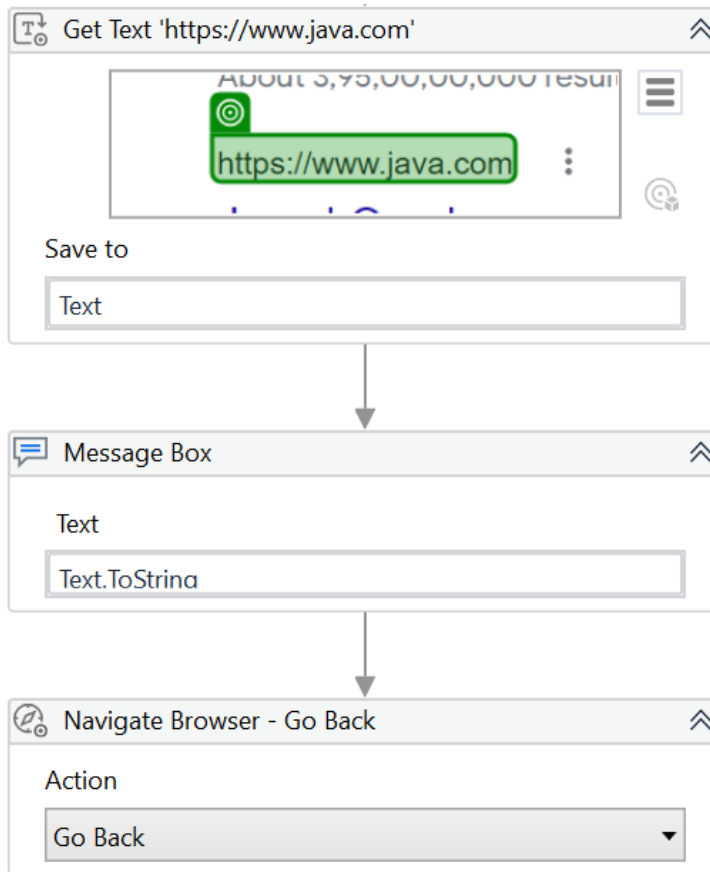 Get Text 'https://www.java.com'
About 3,95,00,00,000 result
https://www.java.com
Save to
Text
Message Box
Text
Text.ToString
Navigate Browser - Go Back
Action
Go Back